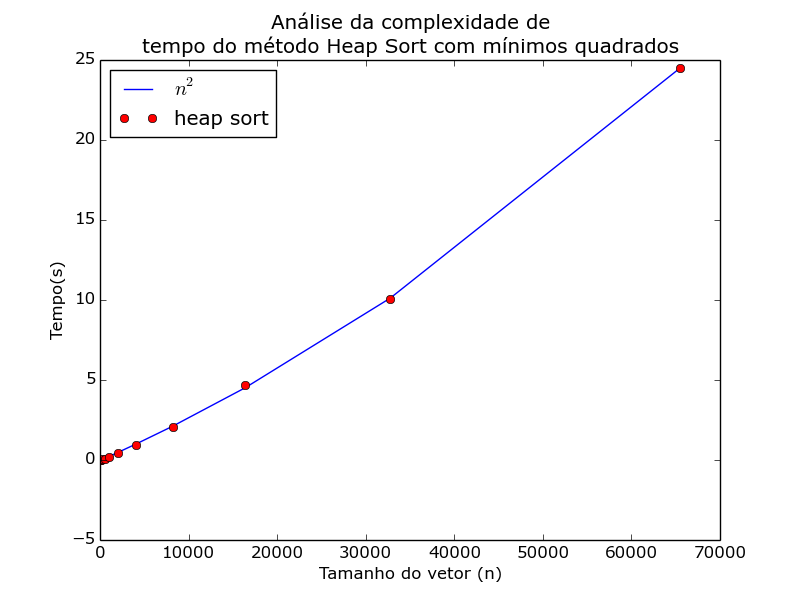 Análise da complexidade de
tempo do método Heap Sort com mínimos quadrados
n²
heap sort
25
20
15
10
5
0
−5
Tempo(s)
0 10000 20000 30000 40000 50000 60000 70000
Tamanho do vetor (n)